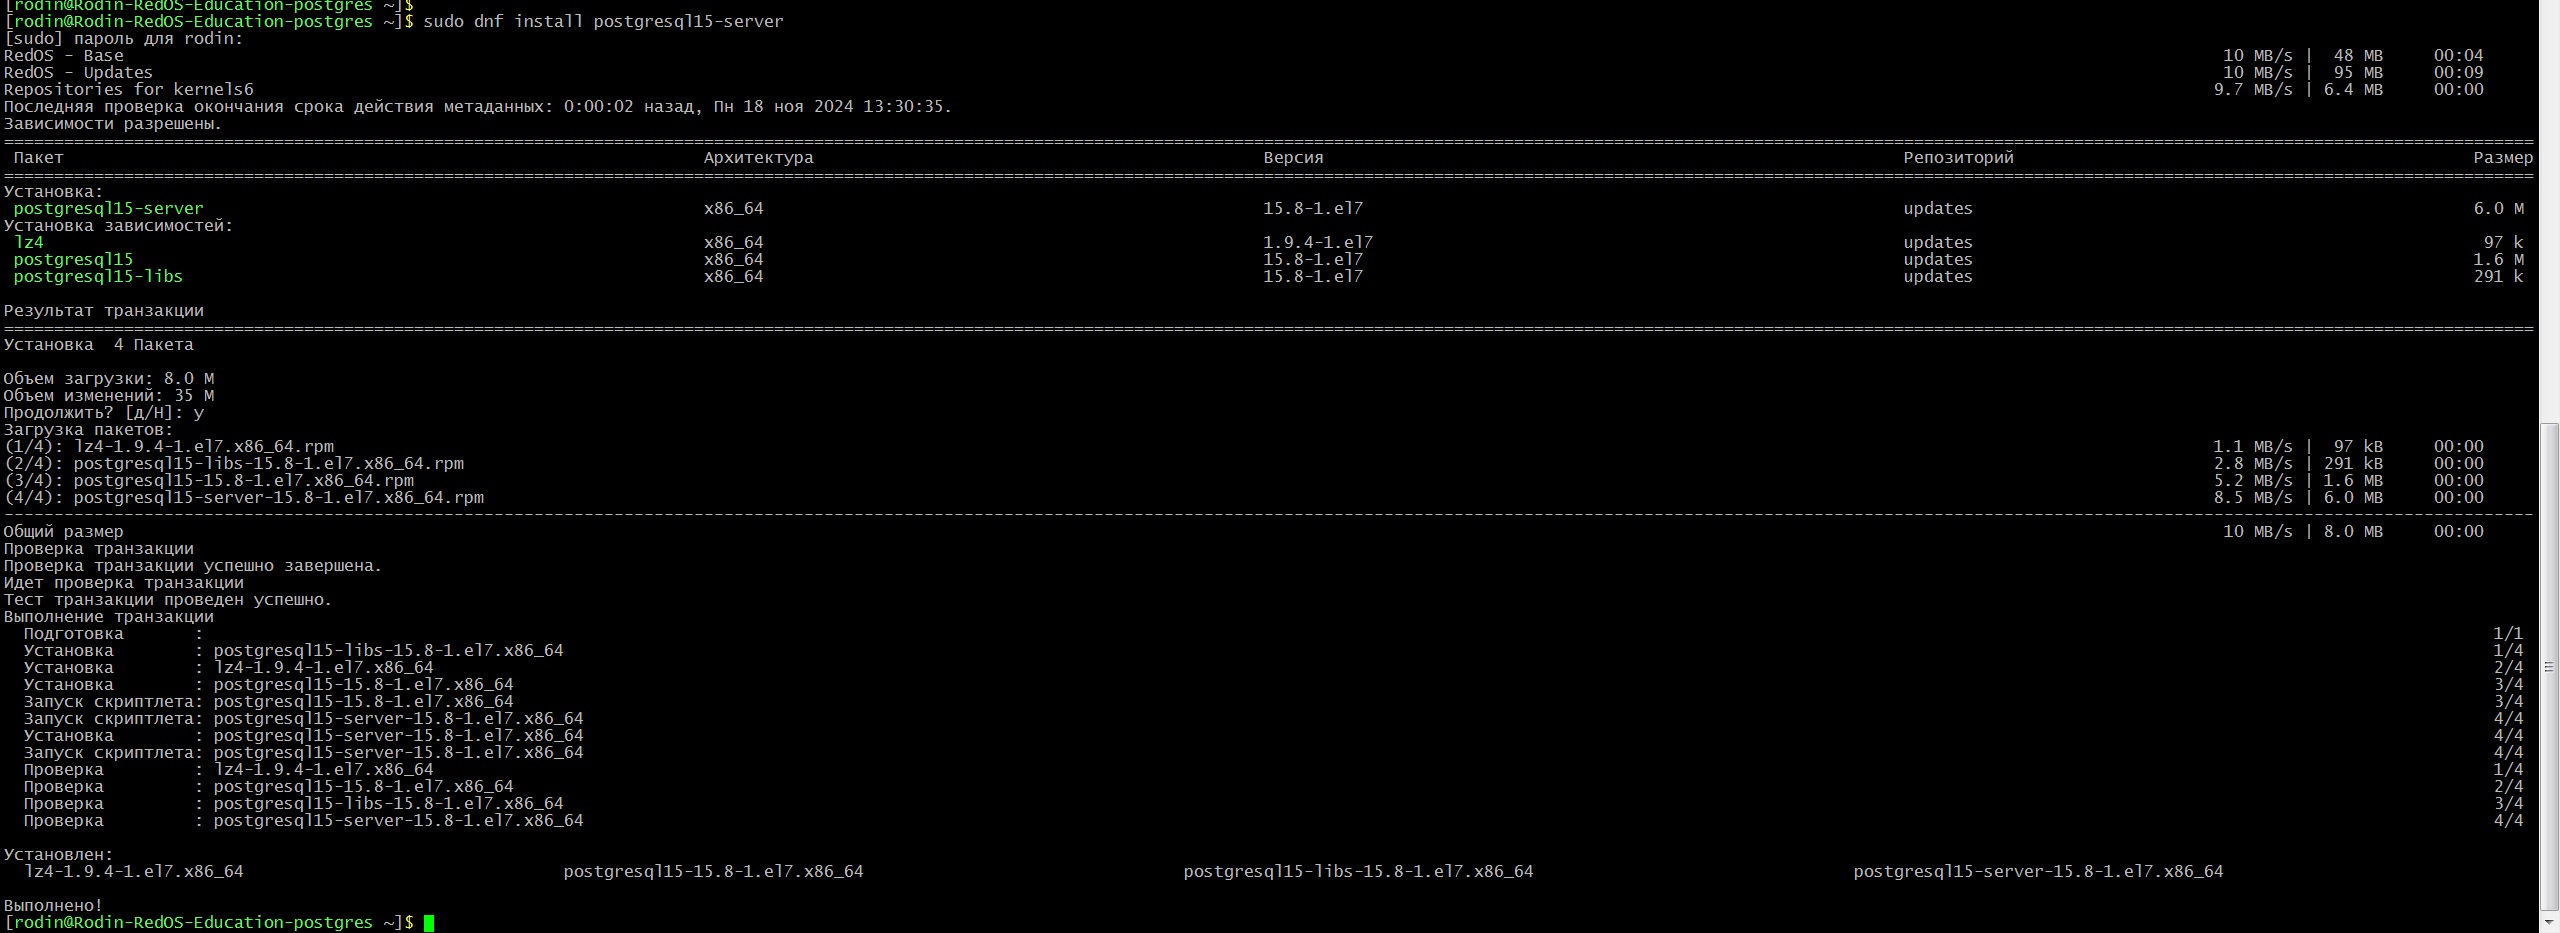 [rodin@Rodin-RedOS-Education-postgres ~]$
[rodin@Rodin-RedOS-Education-postgres ~]$ sudo dnf install postgresql15-server
[sudo] пароль для rodin:
RedOS - Base 10 MB/s | 48 MB 00:04
RedOS - Updates 10 MB/s | 95 MB 00:09
Repositories for kernels6 9.7 MB/s | 6.4 MB 00:00
Последняя проверка окончания срока действия метаданных: 0:00:02 назад, Пн 18 ноя 2024 13:30:35.
Зависимости разрешены.
Пакет Архитектура Версия Репозиторий Размер
Установка:
postgresql15-server x86_64 15.8-1.el7 updates 6.0 M
Установка зависимостей:
lz4 x86_64 1.9.4-1.el7 updates 97 k
postgresql15 x86_64 15.8-1.el7 updates 1.6 M
postgresql15-libs x86_64 15.8-1.el7 updates 291 k
Результат транзакции
Установка 4 Пакета
Объем загрузки: 8.0 M
Объем изменений: 35 M
Продолжить? [д/Н]: y
Загрузка пакетов:
(1/4): lz4-1.9.4-1.el7.x86_64.rpm 1.1 MB/s | 97 kB 00:00
(2/4): postgresql15-libs-15.8-1.el7.x86_64.rpm 2.8 MB/s | 291 kB 00:00
(3/4): postgresql15-15.8-1.el7.x86_64.rpm 5.2 MB/s | 1.6 MB 00:00
(4/4): postgresql15-server-15.8-1.el7.x86_64.rpm 8.5 MB/s | 6.0 MB 00:00
Общий размер 10 MB/s | 8.0 MB 00:00
Проверка транзакции
Проверка транзакции успешно завершена.
Идет проверка транзакции
Тест транзакции проведен успешно.
Выполнение транзакции
Подготовка : 1/1
Установка : postgresql15-libs-15.8-1.el7.x86_64 1/4
Установка : lz4-1.9.4-1.el7.x86_64 2/4
Установка : postgresql15-15.8-1.el7.x86_64 3/4
Запуск скриптлета: postgresql15-15.8-1.el7.x86_64 3/4
Запуск скриптлета: postgresql15-server-15.8-1.el7.x86_64 4/4
Установка : postgresql15-server-15.8-1.el7.x86_64 4/4
Запуск скриптлета: postgresql15-server-15.8-1.el7.x86_64 4/4
Проверка : lz4-1.9.4-1.el7.x86_64 1/4
Проверка : postgresql15-15.8-1.el7.x86_64 2/4
Проверка : postgresql15-libs-15.8-1.el7.x86_64 3/4
Проверка : postgresql15-server-15.8-1.el7.x86_64 4/4
Установлен:
lz4-1.9.4-1.el7.x86_64 postgresql15-15.8-1.el7.x86_64 postgresql15-libs-15.8-1.el7.x86_64 postgresql15-server-15.8-1.el7.x86_64
Выполнено!
[rodin@Rodin-RedOS-Education-postgres ~]$